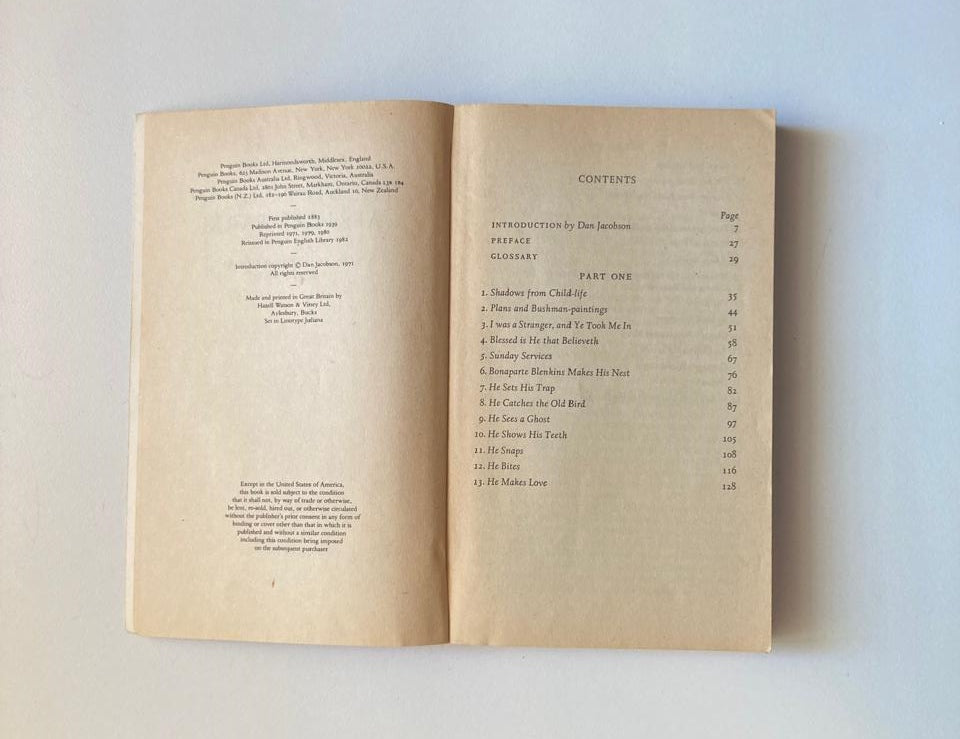 Penguin Books Ltd, Harmondsworth, Middlesex, England
Penguin Books, 625 Madison Avenue, New York, New York 10022, U.S.A.
Penguin Books Australia Ltd, Ringwood, Victoria, Australia
Penguin Books Canada Ltd, 2801 John Street, Markham, Ontario, Canada L3R 1B4
Penguin Books (N.Z.) Ltd, 182-190 Wairau Road, Auckland 10, New Zealand
First published 1883
Published in Penguin Books 1939
Reprinted 1971, 1979, 1980
Reissued in Penguin English Library 1982
Introduction copyright © Dan Jacobson, 1971
All rights reserved
Made and printed in Great Britain by
Hazell Watson & Viney Ltd,
Aylesbury, Bucks
Set in Linotype Juliana
Except in the United States of America,
this book is sold subject to the condition
that it shall not, by way of trade or otherwise,
be lent, re-sold, hired out, or otherwise circulated
without the publisher's prior consent in any form of
binding or cover other than that in which it is
published and without a similar condition
including this condition being imposed
on the subsequent purchaser
CONTENTS
Page
INTRODUCTION by Dan Jacobson 7
PREFACE 27
GLOSSARY 29
PART ONE
1. Shadows from Child-life 35
2. Plans and Bushman-paintings 44
3. I was a Stranger, and Ye Took Me In 51
4. Blessed is He that Believeth 58
5. Sunday Services 67
6. Bonaparte Blenkins Makes His Nest 76
7. He Sets His Trap 82
8. He Catches the Old Bird 87
9. He Sees a Ghost 97
10. He Shows His Teeth 105
11. He Snaps 108
12. He Bites 116
13. He Makes Love 128